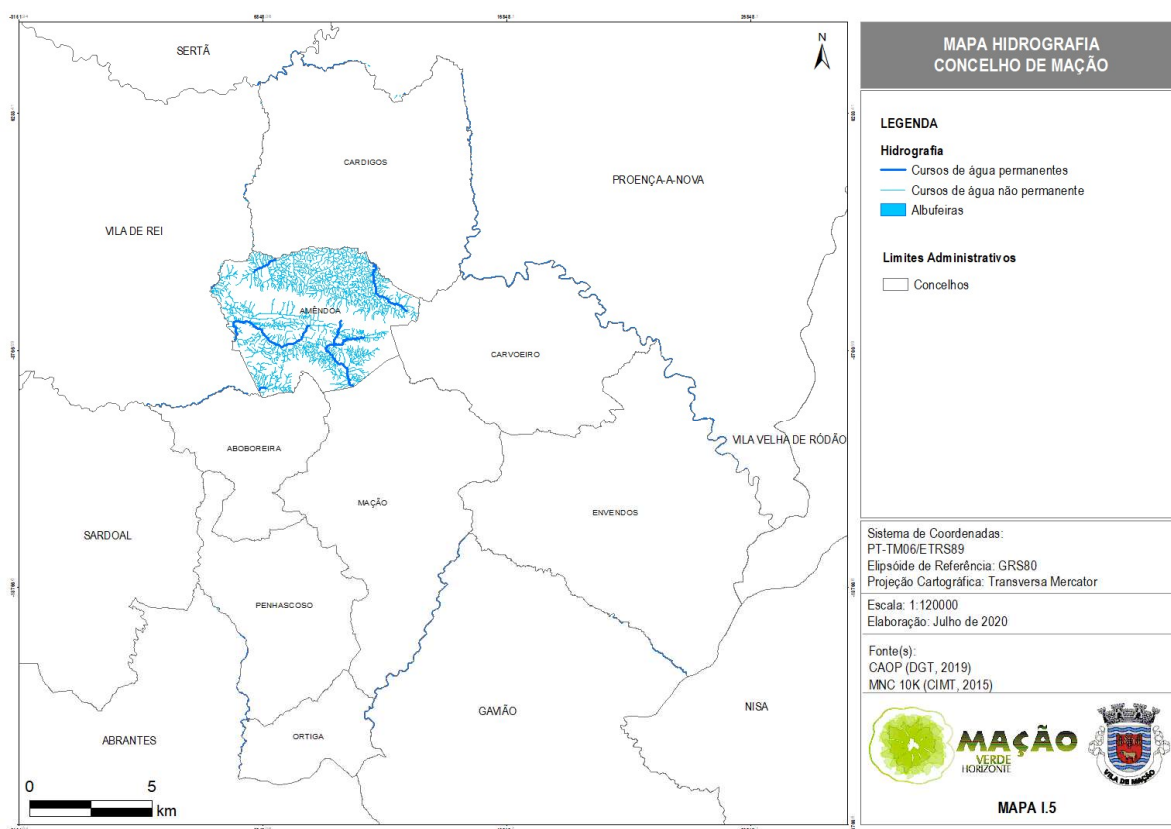 MAPA HIDROGRAFIA
CONCELHO DE MAÇÃO
LEGENDA
Hidrografia
Cursos de água permanentes
Cursos de água não permanente
Albufeiras
Limites Administrativos
Concelhos
N
SERTÃ
CARDIGOS
PROENÇA-A-NOVA
VILA DE REI
AMÊNDOA
CARVOEIRO
VILA VELHA DE RÓDÃO
ABOBOREIRA
MAÇÃO
ENVENDOS
SARDOAL
PENHASCOSO
GAVIÃO
NISA
ORTIGA
ABRANTES
0 5
km
Sistema de Coordenadas:
PT-TM06/ETRS89
Elipsóide de Referência: GRS80
Projeção Cartográfica: Transversa Mercator
Escala: 1:120000
Elaboração: Julho de 2020
Fonte(s):
CAOP (DGT, 2019)
MNC 10K (CIMT, 2015)
MAÇÃO
VERDE
HORIZONTE
VILA DE MAÇÃO
MAPA I.5